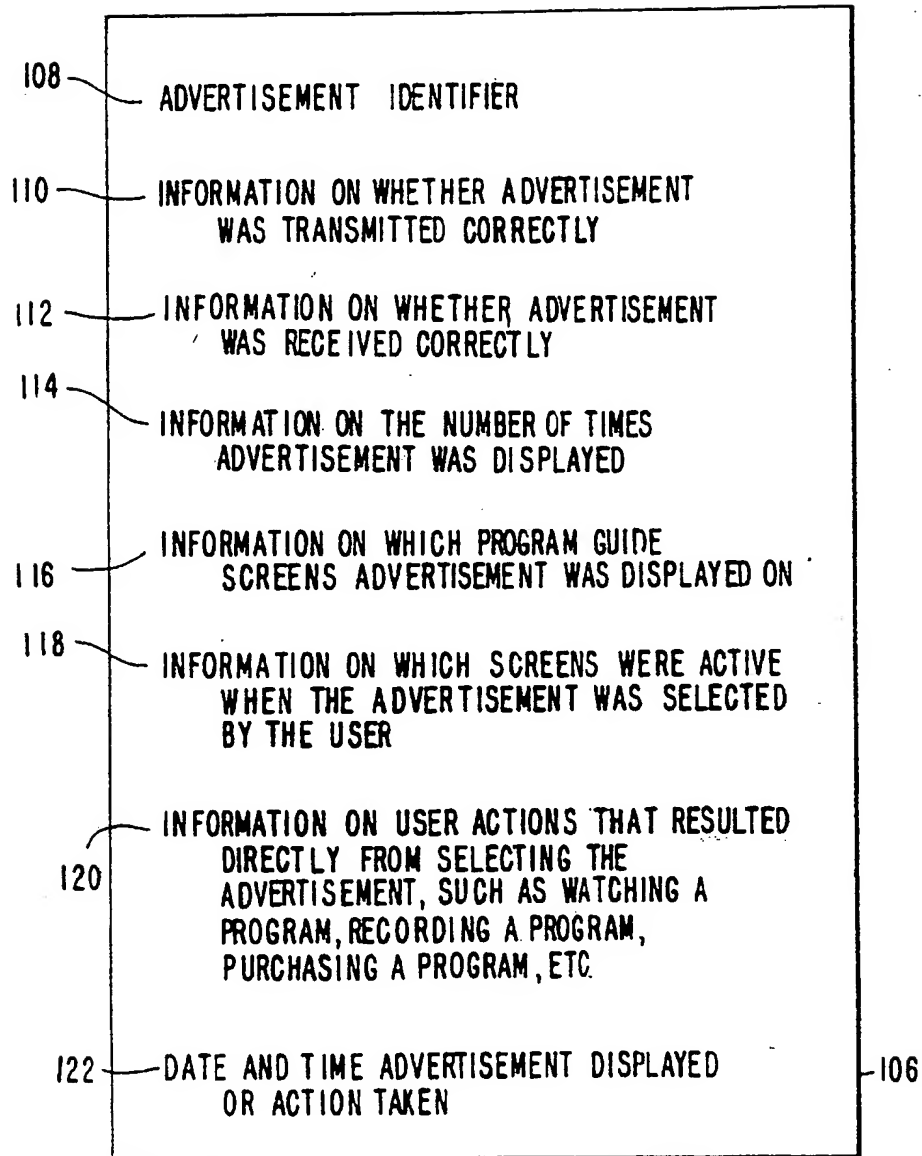 108 ADVERTISEMENT IDENTIFIER
110 INFORMATION ON WHETHER ADVERTISEMENT
WAS TRANSMITTED CORRECTLY
112 INFORMATION ON WHETHER ADVERTISEMENT
WAS RECEIVED CORRECTLY
114 INFORMATION ON THE NUMBER OF TIMES
ADVERTISEMENT WAS DISPLAYED
INFORMATION ON WHICH PROGRAM GUIDE
116 SCREENS ADVERTISEMENT WAS DISPLAYED ON
118 INFORMATION ON WHICH SCREENS WERE ACTIVE
WHEN THE ADVERTISEMENT WAS SELECTED
BY THE USER
INFORMATION ON USER ACTIONS THAT RESULTED
DIRECTLY FROM SELECTING THE
120 ADVERTISEMENT, SUCH AS WATCHING A
PROGRAM, RECORDING A PROGRAM,
PURCHASING A PROGRAM, ETC.
122 DATE AND TIME ADVERTISEMENT DISPLAYED 106
OR ACTION TAKEN